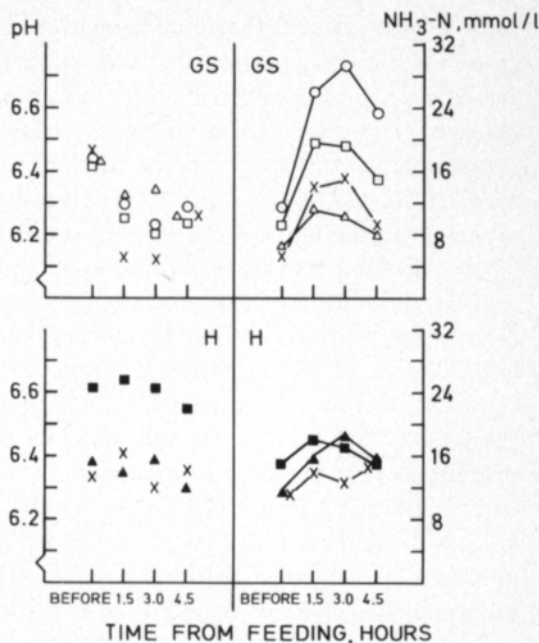 pH
NH3-N, mmol/l
GS
GS
32
6.6
24
6.4
16
6.2
8
H
H
32
6.6
24
6.4
16
6.2
8
BEFORE 1.5 3.0 4.5 BEFORE 1.5 3.0 4.5
TIME FROM FEEDING, HOURS